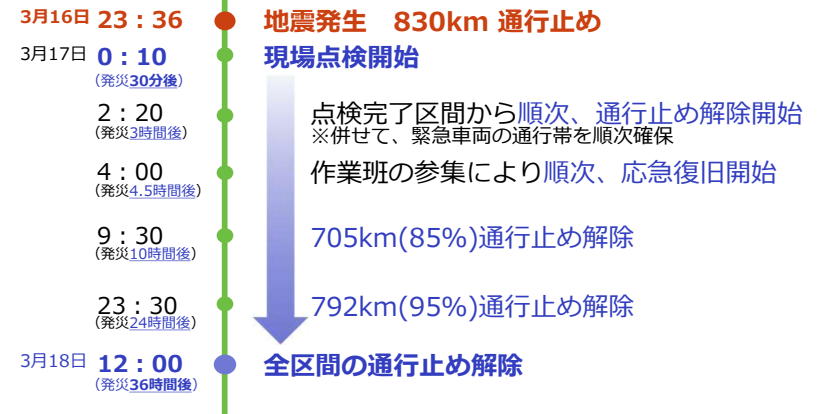 3月16日 23：36 地震発生　830km 通行止め
3月17日 0：10 現場点検開始
(発災30分後)
2：20 点検完了区間から順次、通行止め解除開始
(発災3時間後) ※併せて、緊急車両の通行帯を順次確保
4：00 作業班の参集により順次、応急復旧開始
(発災4.5時間後)
9：30 705km(85%)通行止め解除
(発災10時間後)
23：30 792km(95%)通行止め解除
(発災24時間後)
3月18日 12：00 全区間の通行止め解除
(発災36時間後)